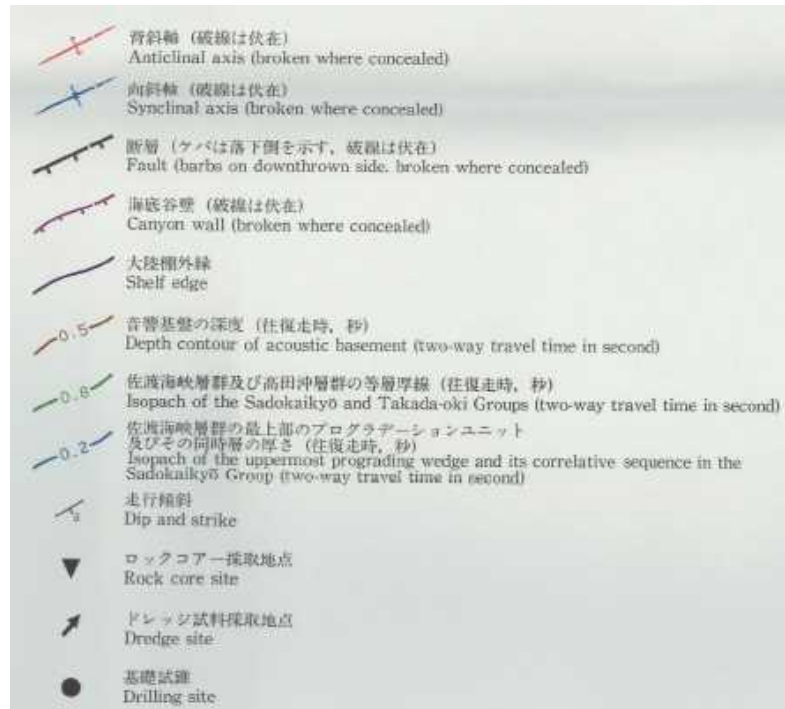 背斜軸 (破線は伏在)
Anticlinal axis (broken where concealed)
向斜軸 (破線は伏在)
Synclinal axis (broken where concealed)
断層 (ケバは落下側を示す, 破線は伏在)
Fault (barbs on downthrown side. broken where concealed)
海底谷壁 (破線は伏在)
Canyon wall (broken where concealed)
大陸棚外縁
Shelf edge
0.5
音響基盤の深度 (往復走時, 秒)
Depth contour of acoustic basement (two-way travel time in second)
0.8
佐渡海峡層群及び高田沖層群の等層厚線 (往復走時, 秒)
Isopach of the Sadokaikyō and Takada-oki Groups (two-way travel time in second)
佐渡海峡層群の最上部のプログラデーションユニット
0.2
及びその同時層の厚さ (往復走時, 秒)
Isopach of the uppermost prograding wedge and its correlative sequence in the
Sadokaikyō Group (two-way travel time in second)
走行傾斜
Dip and strike
ロックコアー採取地点
Rock core site
ドレッジ試料採取地点
Dredge site
基礎試錐
Drilling site